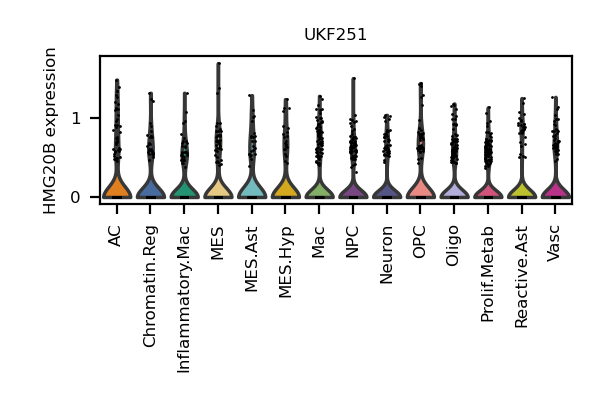 UKF251
HMG20B expression
1
0
AC
Chromatin.Reg
Inflammatory.Mac
MES
MES.Ast
MES.Hyp
Mac
NPC
Neuron
OPC
Oligo
Prolif.Metab
Reactive.Ast
Vasc